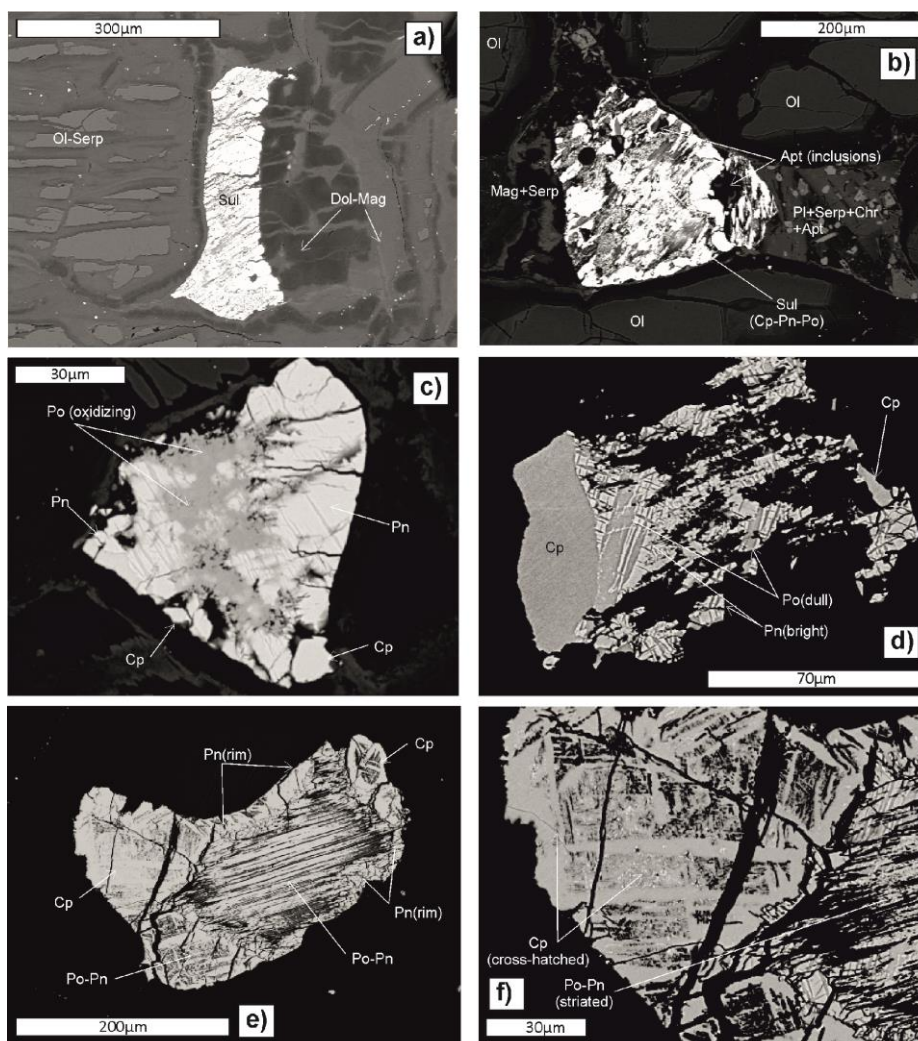 300µm
a)
Ol-Serp
Sul
Dol-Mag
200µm
b)
Ol
Ol
Apt (inclusions)
Mag+Serp
Pl+Serp+Chr
+Apt
Sul
(Cp-Pn-Po)
Ol
30µm
c)
Po (oxidizing)
Pn
Pn
Cp
Cp
d)
Cp
Cp
Po(dull)
Pn(bright)
70µm
Pn(rim)
Cp
Cp
Pn(rim)
Po-Pn
Po-Pn
200µm
e)
Cp
(cross-hatched)
Po-Pn
(striated)
f)
30µm